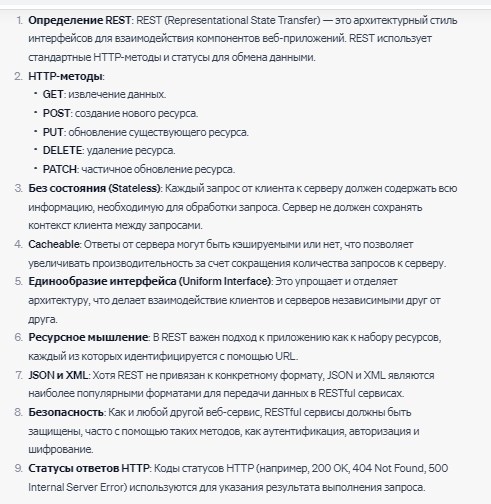 1. Определение REST: REST (Representational State Transfer) — это архитектурный стиль
интерфейсов для взаимодействия компонентов веб-приложений. REST использует
стандартные HTTP-методы и статусы для обмена данными.
2. HTTP-методы:
• GET: извлечение данных.
• POST: создание нового ресурса.
• PUT: обновление существующего ресурса.
• DELETE: удаление ресурса.
• PATCH: частичное обновление ресурса.
3. Без состояния (Stateless): Каждый запрос от клиента к серверу должен содержать всю
информацию, необходимую для обработки запроса. Сервер не должен сохранять
контекст клиента между запросами.
4. Cacheable: Ответы от сервера могут быть кэшируемыми или нет, что позволяет
увеличивать производительность за счет сокращения количества запросов к серверу.
5. Единообразие интерфейса (Uniform Interface): Это упрощает и отделяет
архитектуру, что делает взаимодействие клиентов и серверов независимыми друг от
друга.
6. Ресурсное мышление: В REST важен подход к приложению как к набору ресурсов,
каждый из которых идентифицируется с помощью URL.
7. JSON и XML: Хотя REST не привязан к конкретному формату, JSON и XML являются
наиболее популярными форматами для передачи данных в RESTful сервисах.
8. Безопасность: Как и любой другой веб-сервис, RESTful сервисы должны быть
защищены, часто с помощью таких методов, как аутентификация, авторизация и
шифрование.
9. Статусы ответов HTTP: Коды статусов HTTP (например, 200 OK, 404 Not Found, 500
Internal Server Error) используются для указания результата выполнения запроса.